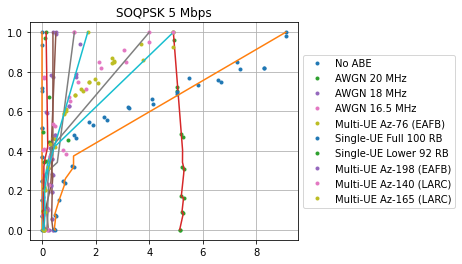 SOQPSK 5 Mbps
1.0
0.8
0.6
0.4
0.2
0.0
0
2
4
6
8
No ABE
AWGN 20 MHz
AWGN 18 MHz
AWGN 16.5 MHz
Multi-UE Az-76 (EAFB)
Single-UE Full 100 RB
Single-UE Lower 92 RB
Multi-UE Az-198 (EAFB)
Multi-UE Az-140 (LARC)
Multi-UE Az-165 (LARC)